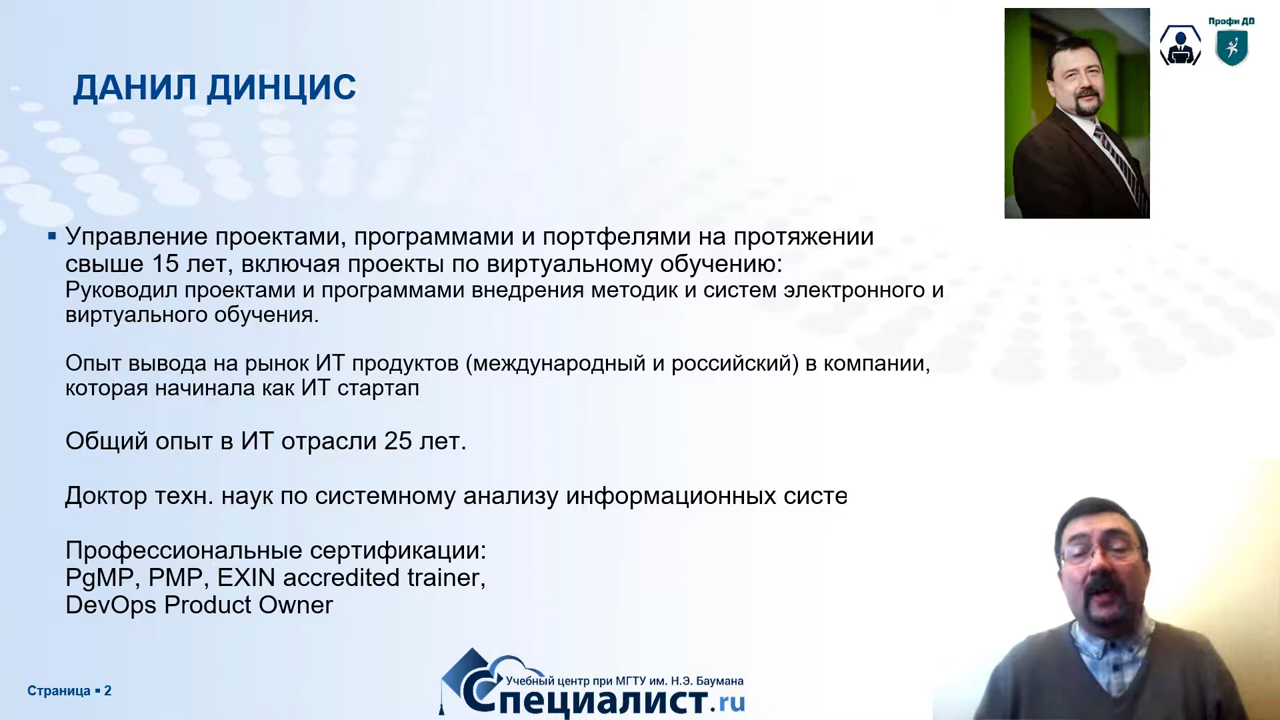 Профи ДО
ДАНИЛ ДИНЦИС
Управление проектами, программами и портфелями на протяжении
свыше 15 лет, включая проекты по виртуальному обучению:
Руководил проектами и программами внедрения методик и систем электронного и
виртуального обучения.
Опыт вывода на рынок ИТ продуктов (международный и российский) в компании,
которая начинала как ИТ стартап
Общий опыт в ИТ отрасли 25 лет.
Доктор техн. наук по системному анализу информационных систе
Профессиональные сертификации:
PgMP, PMP, EXIN accredited trainer,
DevOps Product Owner
Учебный центр при МГТУ им. Н.Э. Баумана
Специалист.ru
Страница ▪ 2